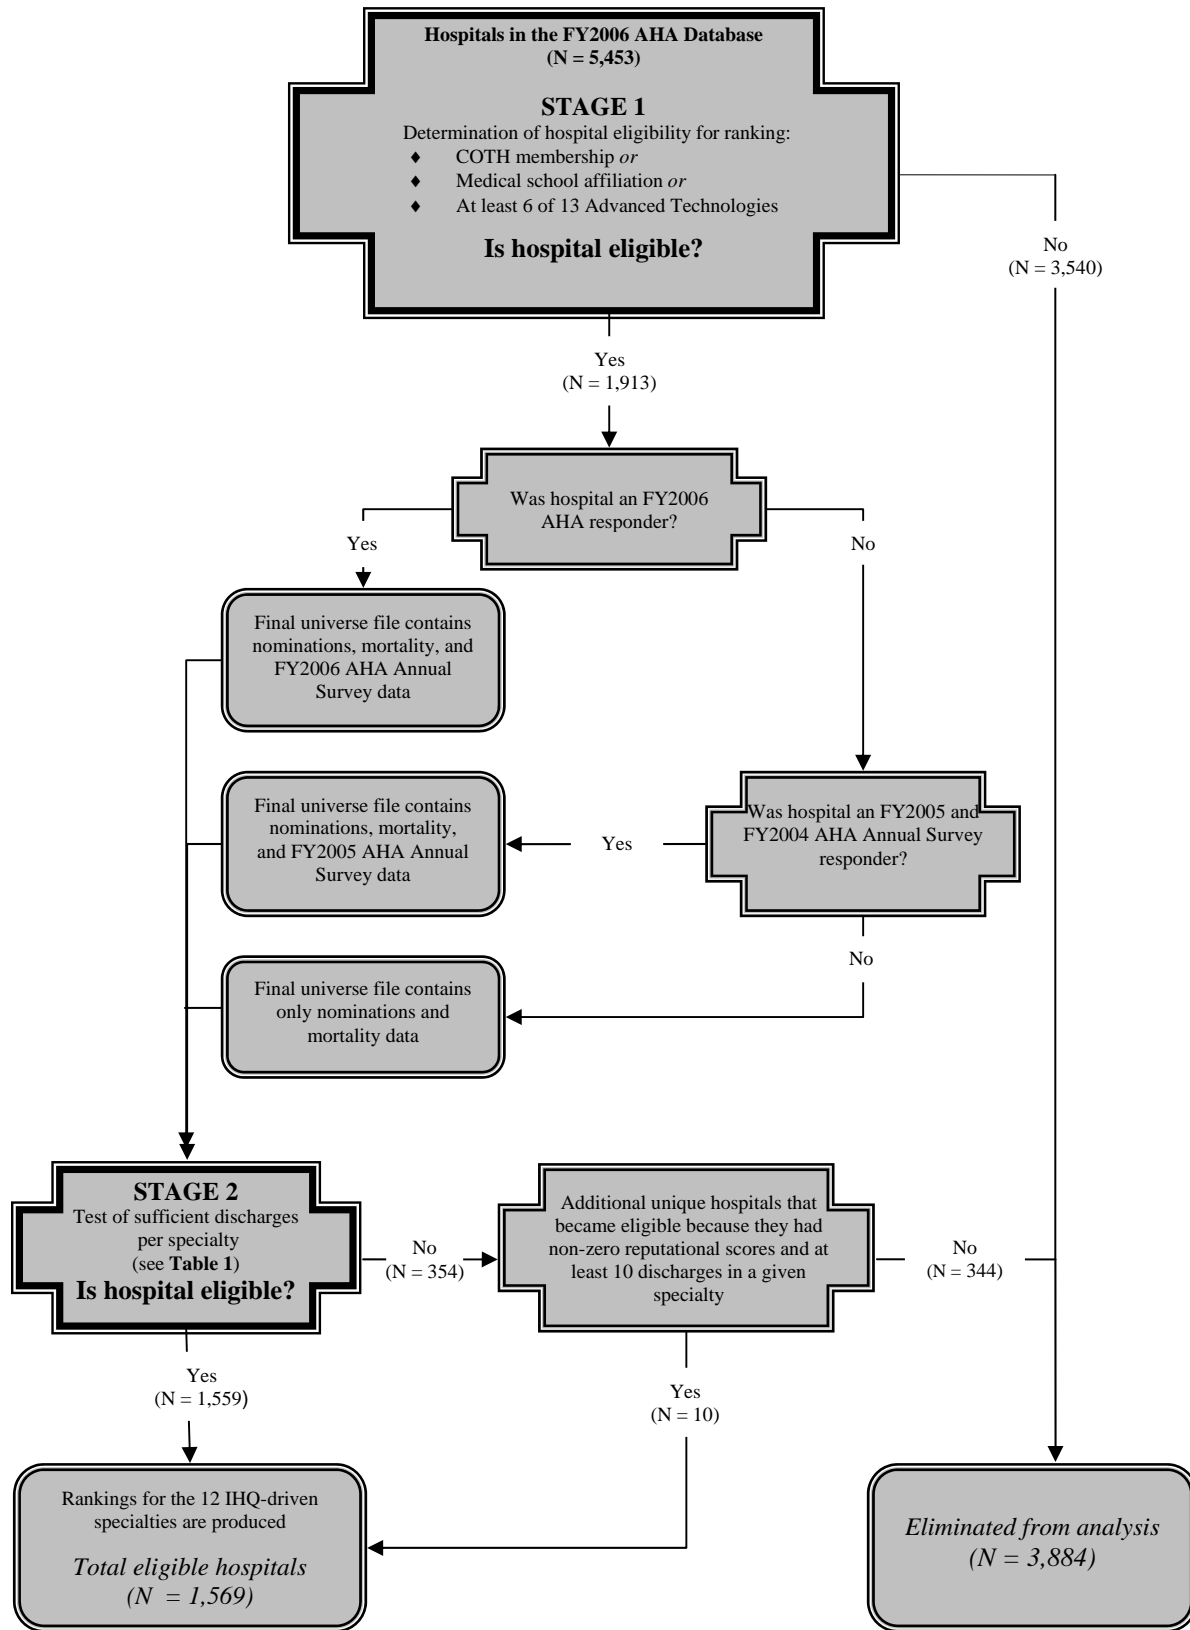 Hospitals in the FY2006 AHA Database
(N = 5,453)
STAGE 1
Determination of hospital eligibility for ranking:
♦ COTH membership or
♦ Medical school affiliation or
♦ At least 6 of 13 Advanced Technologies
Is hospital eligible?
No
(N = 3,540)
Yes
(N = 1,913)
Was hospital an FY2006
AHA responder?
Yes
No
Final universe file contains
nominations, mortality, and
FY2006 AHA Annual
Survey data
Final universe file contains
nominations, mortality,
and FY2005 AHA Annual
Survey data
Yes
Was hospital an FY2005 and
FY2004 AHA Annual Survey
responder?
No
Final universe file contains
only nominations and
mortality data
STAGE 2
Test of sufficient discharges
per specialty
(see Table 1)
Is hospital eligible?
No
(N = 354)
Additional unique hospitals that
became eligible because they had
non-zero reputational scores and at
least 10 discharges in a given
specialty
No
(N = 344)
Yes
(N = 1,559)
Yes
(N = 10)
Rankings for the 12 IHQ-driven
specialties are produced
Total eligible hospitals
(N = 1,569)
Eliminated from analysis
(N = 3,884)